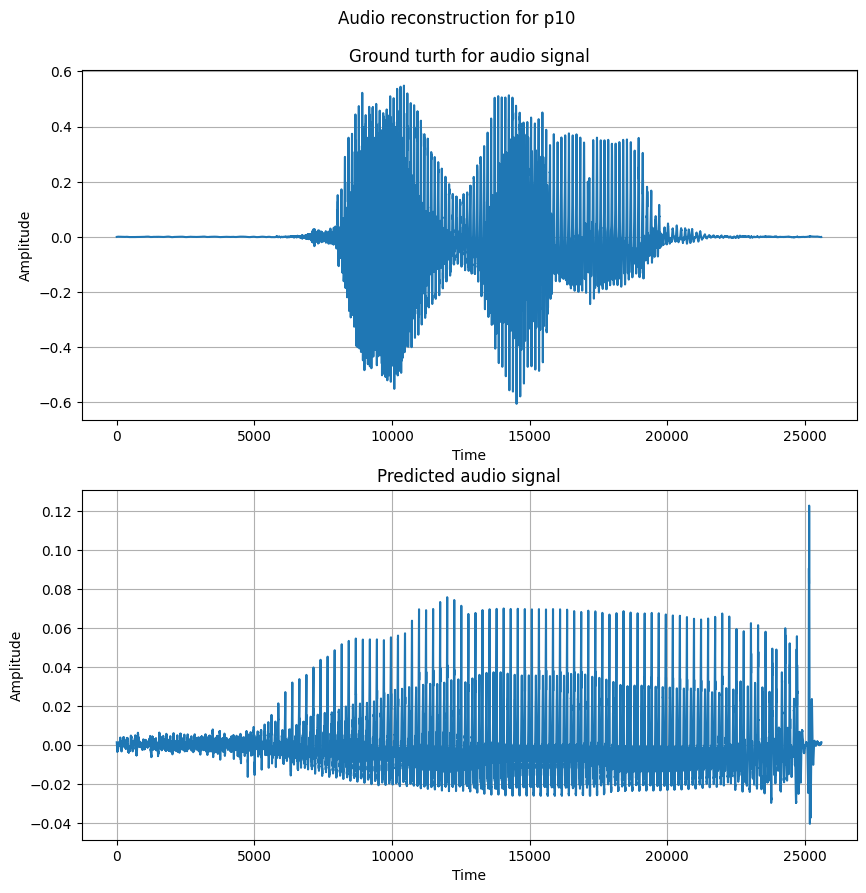 Audio reconstruction for p10
Ground turth for audio signal
0.6
0.4
0.2
0.0
−0.2
−0.4
−0.6
Amplitude
0 5000 10000 15000 20000 25000
Time
Predicted audio signal
0.12
0.10
0.08
0.06
0.04
0.02
0.00
−0.02
−0.04
Amplitude
0 5000 10000 15000 20000 25000
Time